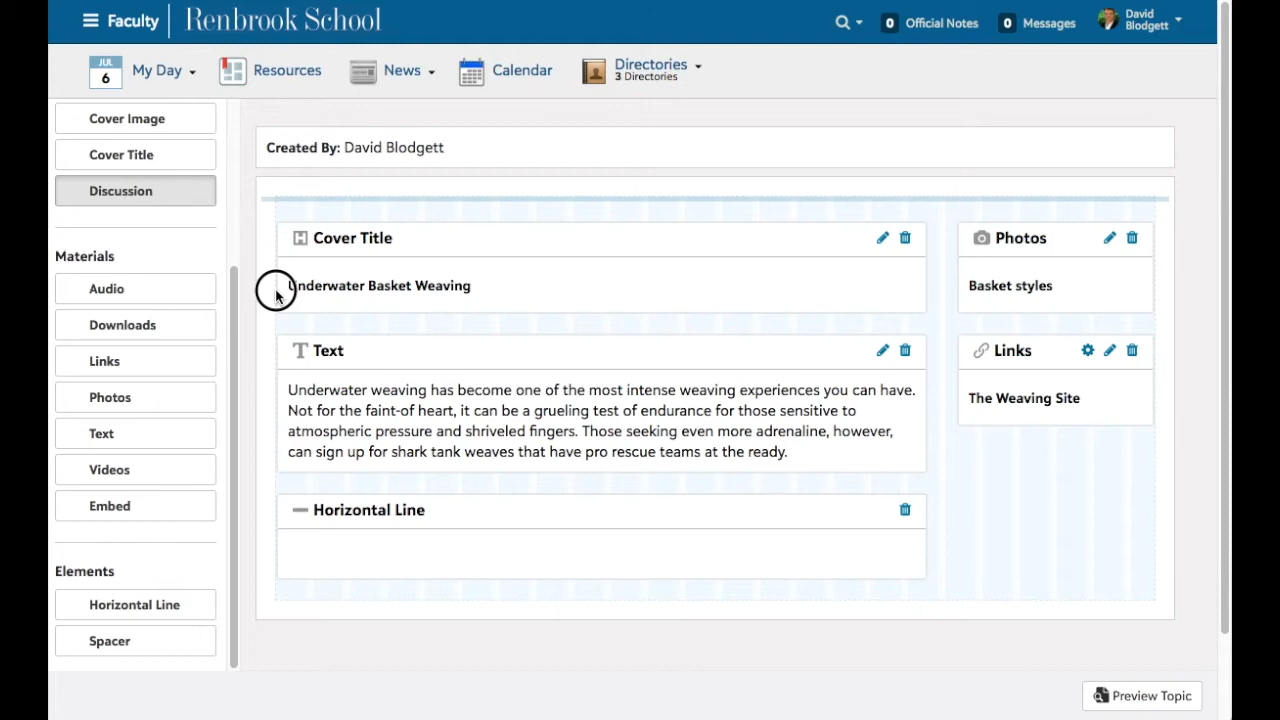 Faculty
Renbrook School
0 Official Notes
0 Messages
David
Blodgett
JUL
6
My Day
Resources
News
Calendar
Directories
3 Directories
Cover Image
Cover Title
Discussion
Materials
Audio
Downloads
Links
Photos
Text
Videos
Embed
Elements
Horizontal Line
Spacer
Created By: David Blodgett
Cover Title
Underwater Basket Weaving
Text
Underwater weaving has become one of the most intense weaving experiences you can have.
Not for the faint-of heart, it can be a grueling test of endurance for those sensitive to
atmospheric pressure and shriveled fingers. Those seeking even more adrenaline, however,
can sign up for shark tank weaves that have pro rescue teams at the ready.
Horizontal Line
Photos
Basket styles
Links
The Weaving Site
Preview Topic